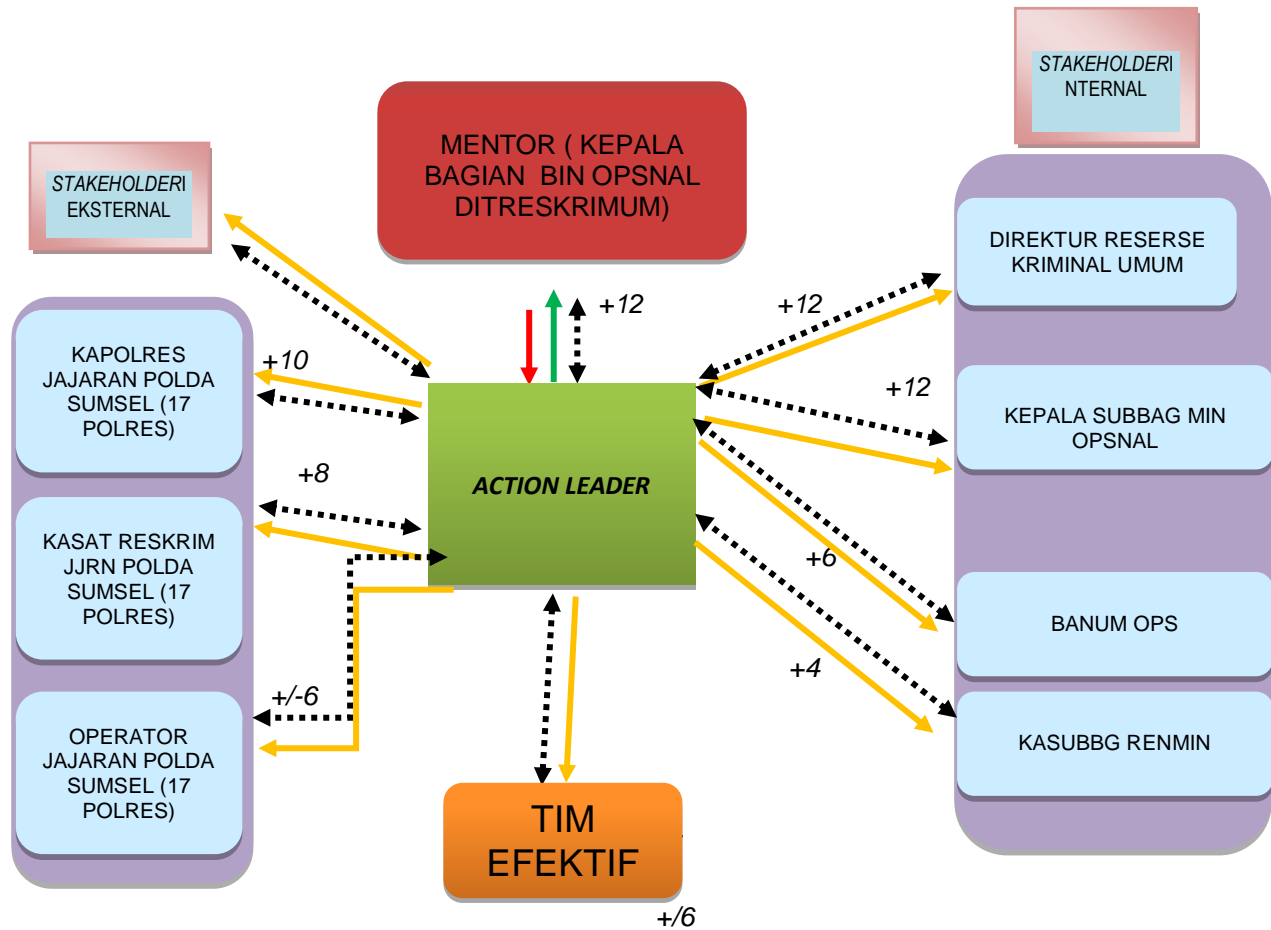 STAKEHOLDERI
NTERNAL
MENTOR ( KEPALA
BAGIAN BIN OPSNAL
DITRESKRIMUM)
STAKEHOLDERI
EKSTERNAL
DIREKTUR RESERSE
KRIMINAL UMUM
+12
+12
KAPOLRES
JAJARAN POLDA
SUMSEL (17
POLRES)
+10
+12
KEPALA SUBBAG MIN
OPSNAL
+8
ACTION LEADER
KASAT RESKRIM
JJRN POLDA
SUMSEL (17
POLRES)
+6
BANUM OPS
+4
+/-6
OPERATOR
JAJARAN POLDA
SUMSEL (17
POLRES)
KASUBBG RENMIN
TIM
EFEKTIF
+/6